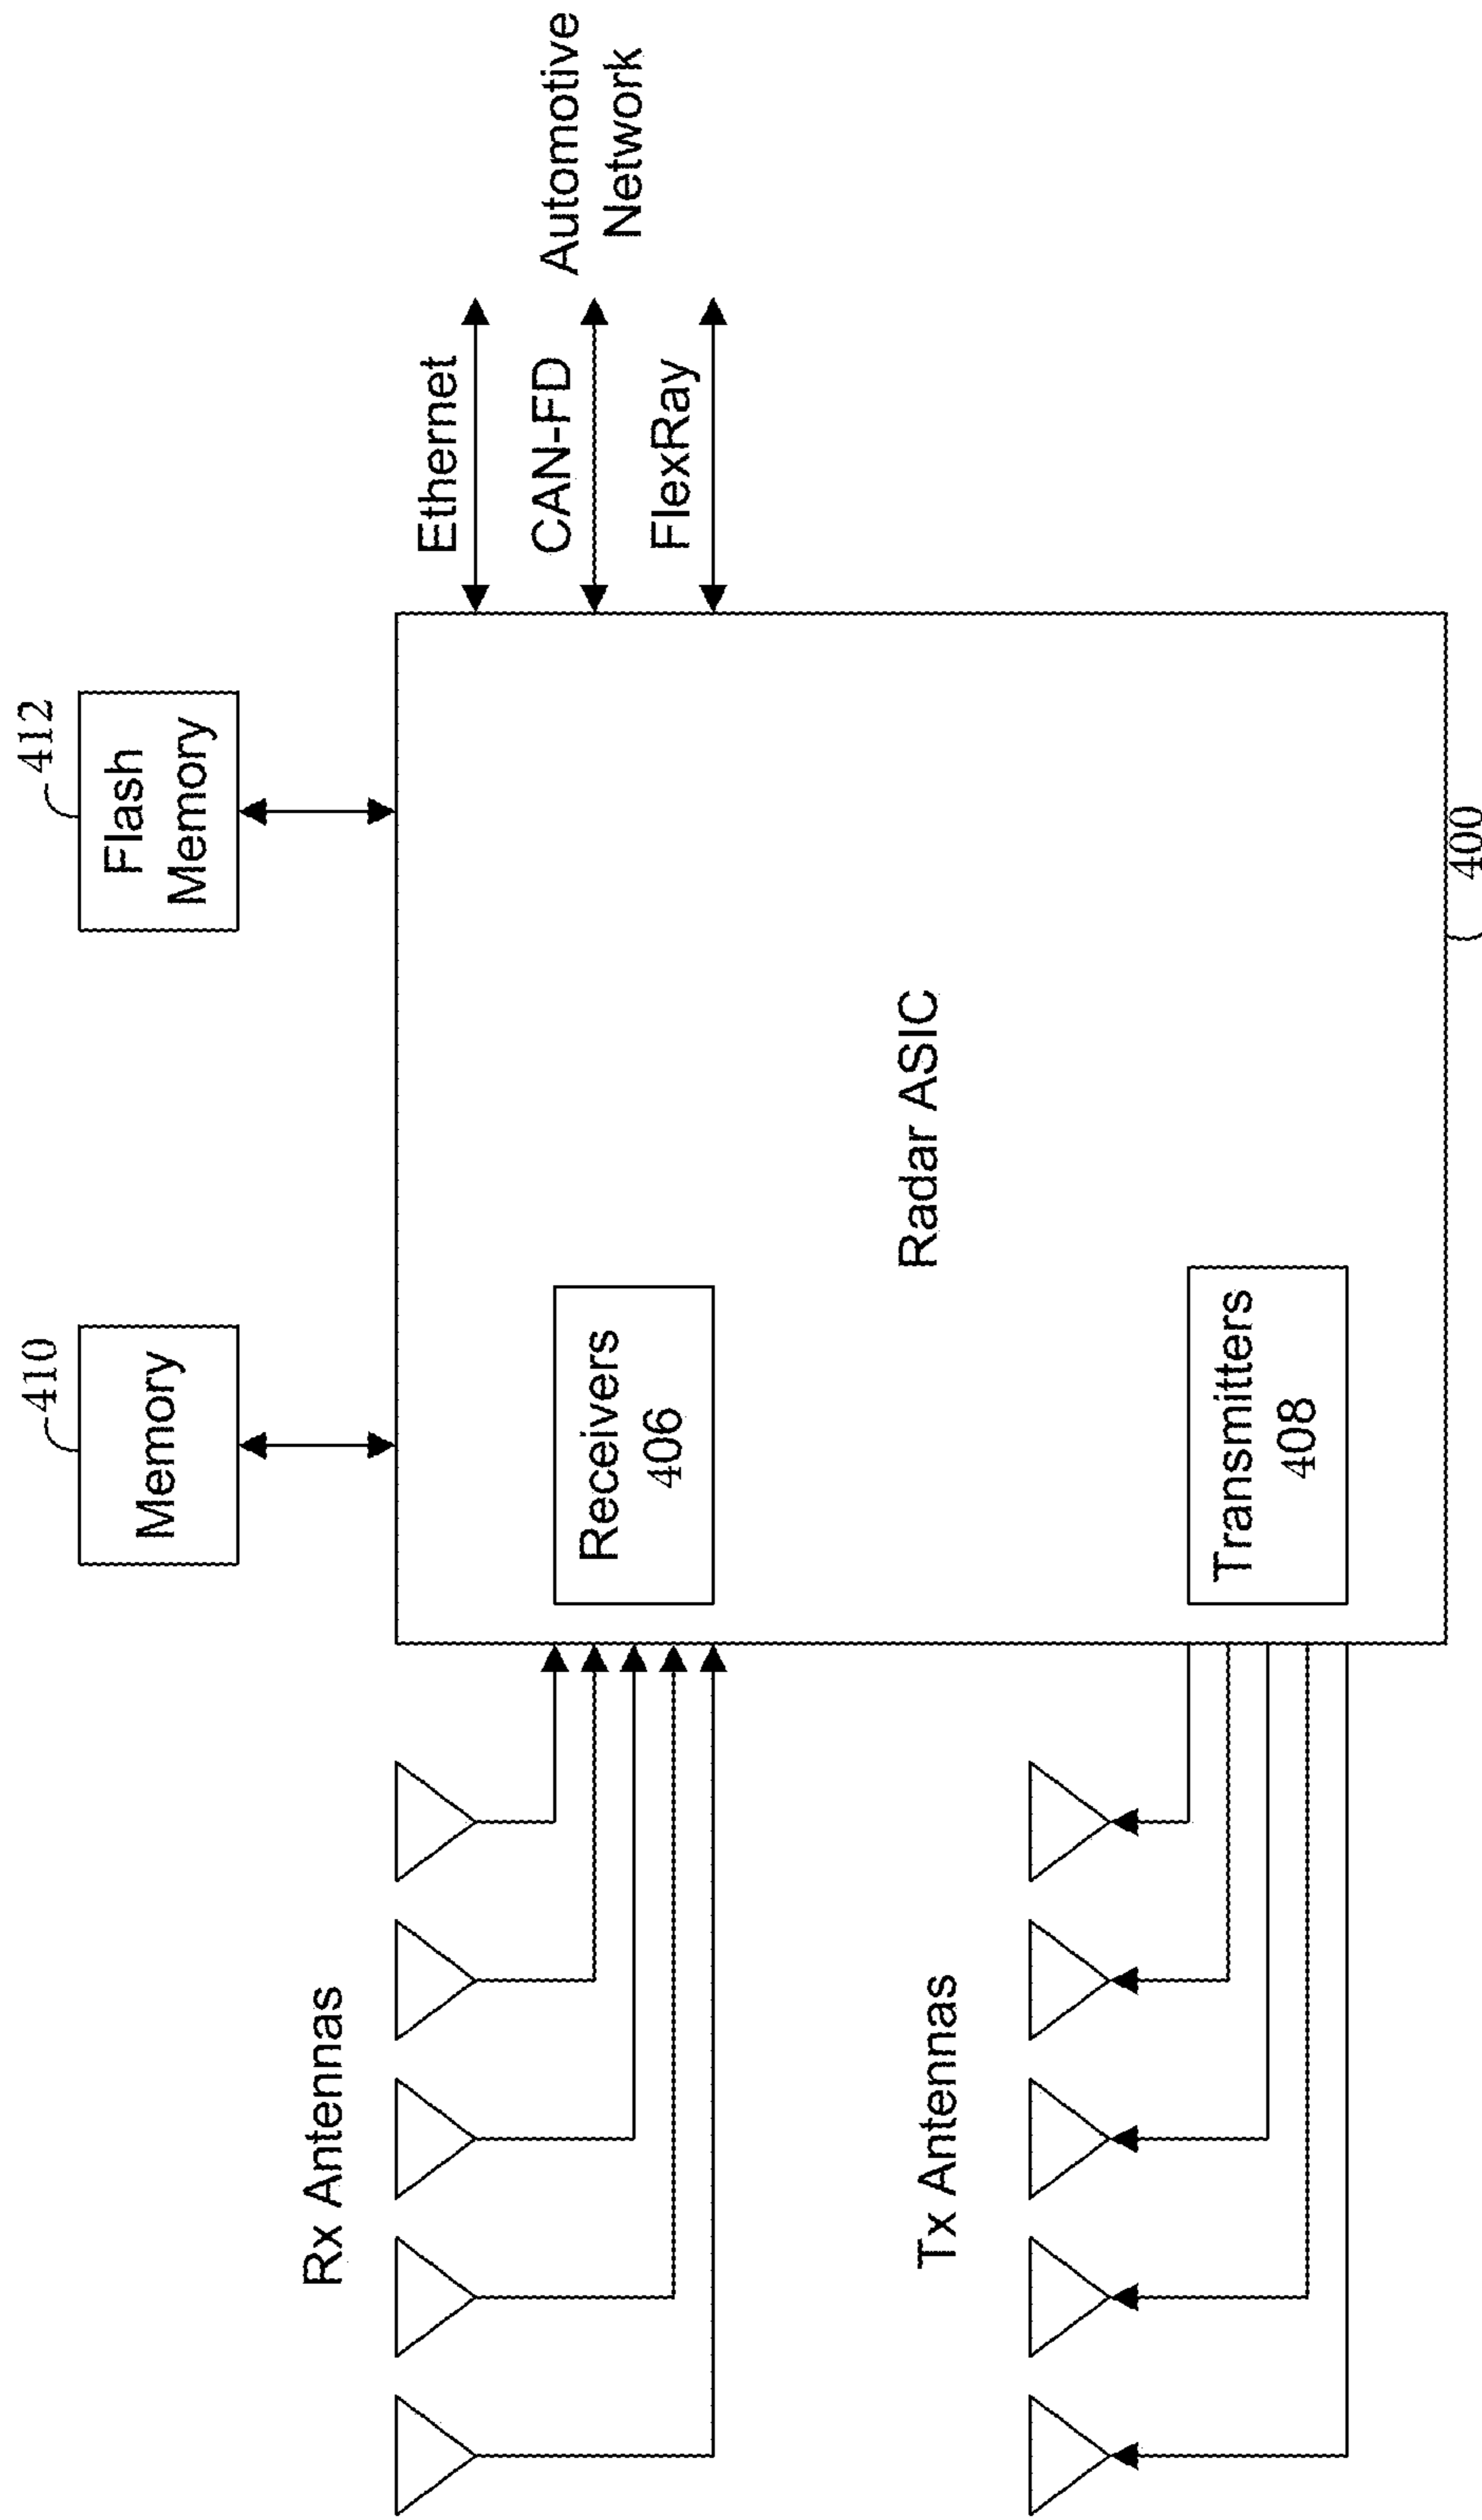 410
Memory
412
Flash
Memory
Rx Antennas
Receivers
406
Ethernet
CAN-FD
FlexRay
Automotive
Network
Radar ASIC
Tx Antennas
Transmitters
408
400